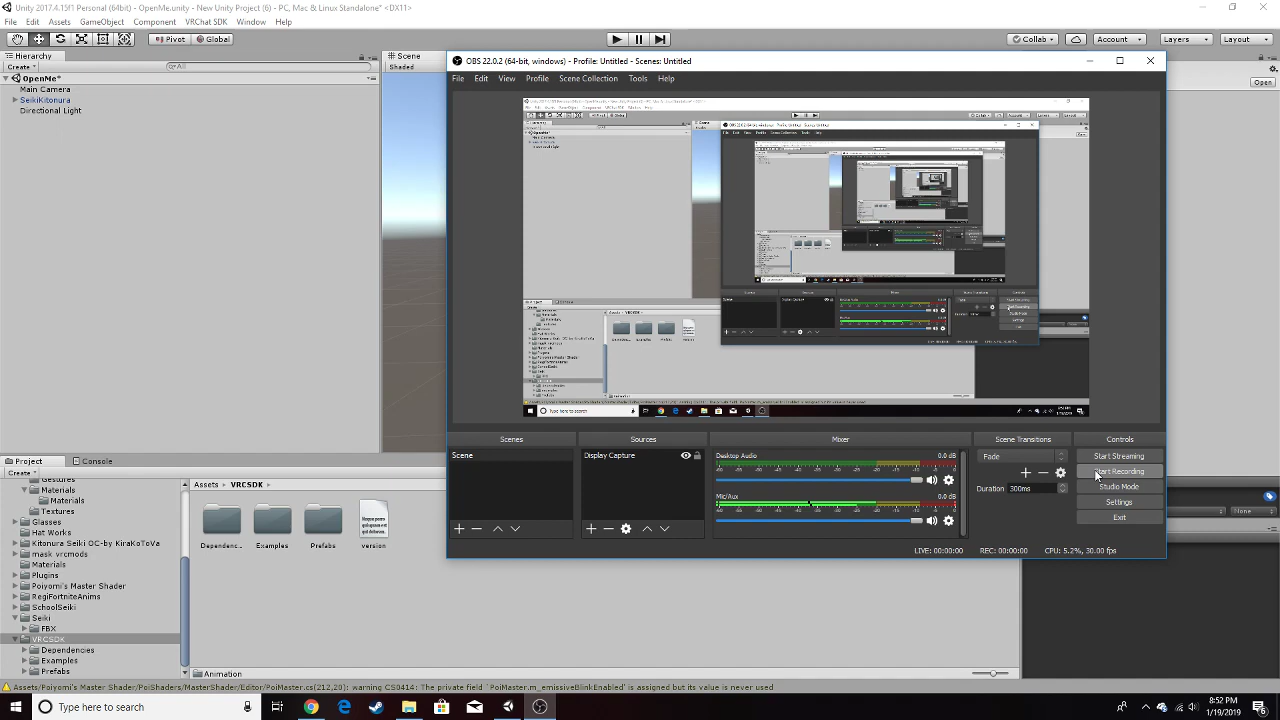 Unity 2017.4.15f1 Personal (64bit) - OpenMe.unity - New Unity Project (6) - PC, Mac & Linux Standalone* <DX11>
File Edit Assets GameObject Component VRChat SDK Window Help
Pivot Global Collab Account Layers Layout
Hierarchy
Create All
OpenMe*
Main Camera
SeikiKitonura
Directional Light
Scene
Shaded
Open
OBS 22.0.2 (64-bit, windows) - Profile: Untitled - Scenes: Untitled
File Edit View Profile Scene Collection Tools Help
Scenes Sources Mixer Scene Transitions Controls
Scene
Display Capture
Desktop Audio 0.0 dB
Mic/Aux 0.0 dB
Fade
Duration 300ms
Start Streaming
Start Recording
Studio Mode
Settings
Exit
LIVE: 00:00:00 REC: 00:00:00 CPU: 5.2%, 30.00 fps
Project Console
Create
Gestures
Materials
Materials
Textures
Glasses
Hat Works
Kitonura Seiki OC-by KiraKoToVa
mask vrcmods
Materials
Plugins
Poiyomi's Master Shader
RegiFortniteAnims
SchoolSeiki
Seiki
FBX
VRCSDK
Dependencies
Examples
Prefabs
Assets VRCSDK
Dependenc... Examples Prefabs version
Animation
None
Assets/Poiyomi's Master Shader/PoiShaders/MasterShader/Editor/PoiMaster.cs(212,20): warning CS0414: The private field `PoiMaster.m_emissiveBlinkEnabled' is assigned but its value is never used
Type here to search
8:52 PM
1/19/2019